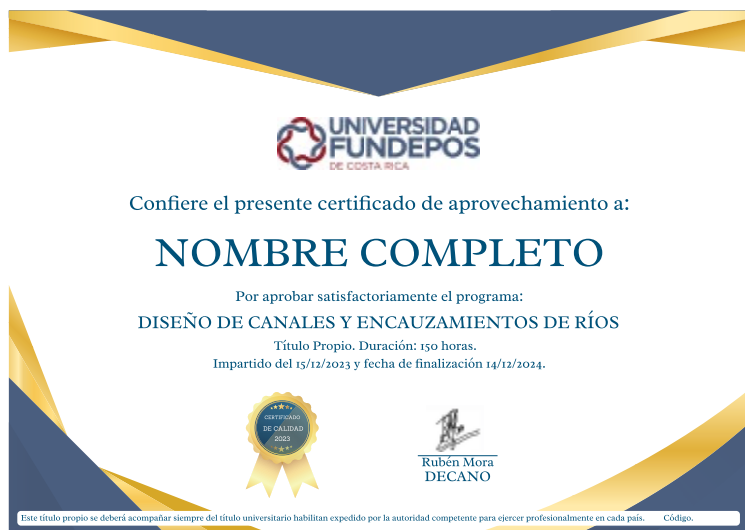 UNIVERSIDAD
FUNDEPOS
DE COSTA RICA
Confiere el presente certificado de aprovechamiento a:
NOMBRE COMPLETO
Por aprobar satisfactoriamente el programa:
DISEÑO DE CANALES Y ENCAUZAMIENTOS DE RÍOS
Título Propio. Duración: 150 horas.
Impartido del 15/12/2023 y fecha de finalización 14/12/2024.
CERTIFICADO
DE CALIDAD
2023
Rubén Mora
DECANO
Este título propio se deberá acompañar siempre del título universitario habilitan expedido por la autoridad competente para ejercer profesionalmente en cada país. Código.